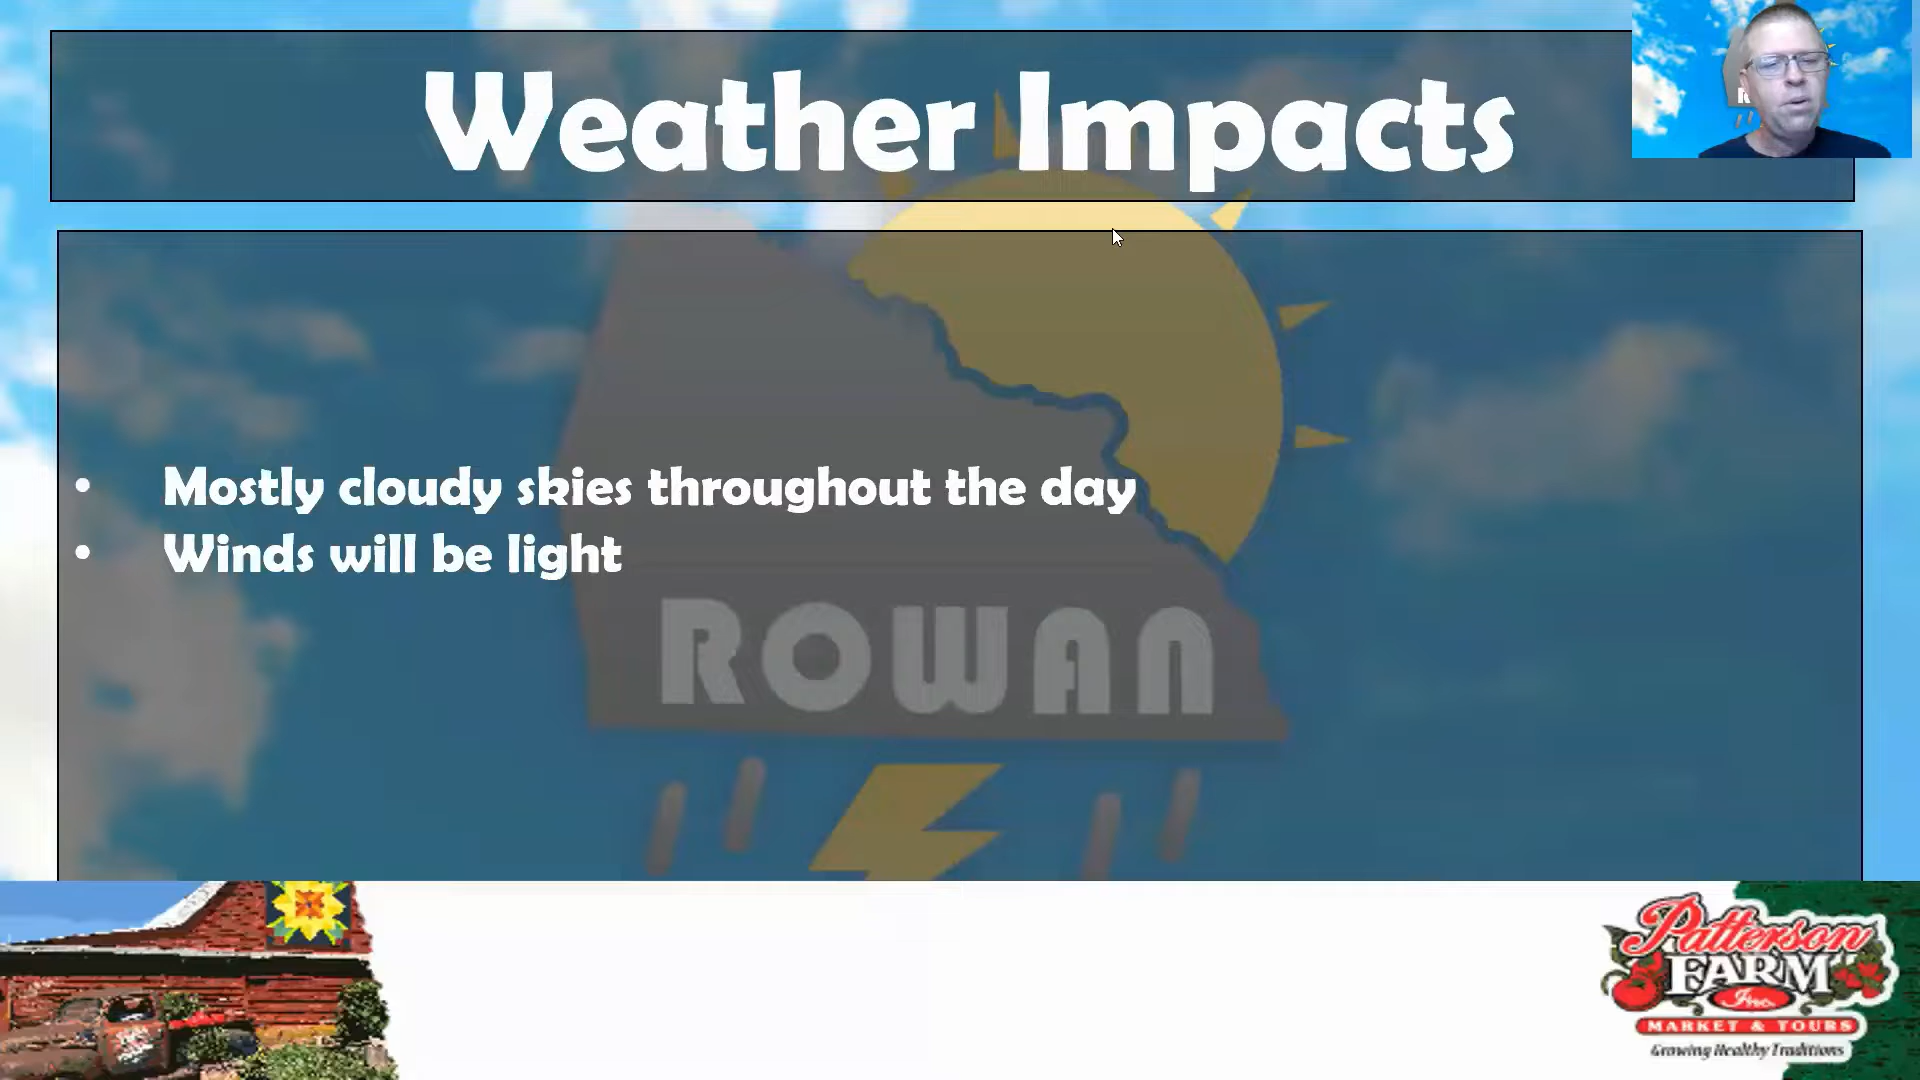 Weather Impacts
• Mostly cloudy skies throughout the day
• Winds will be light
ROWAN
Patterson
FARM
Inc.
MARKET & TOURS
Growing Healthy Traditions